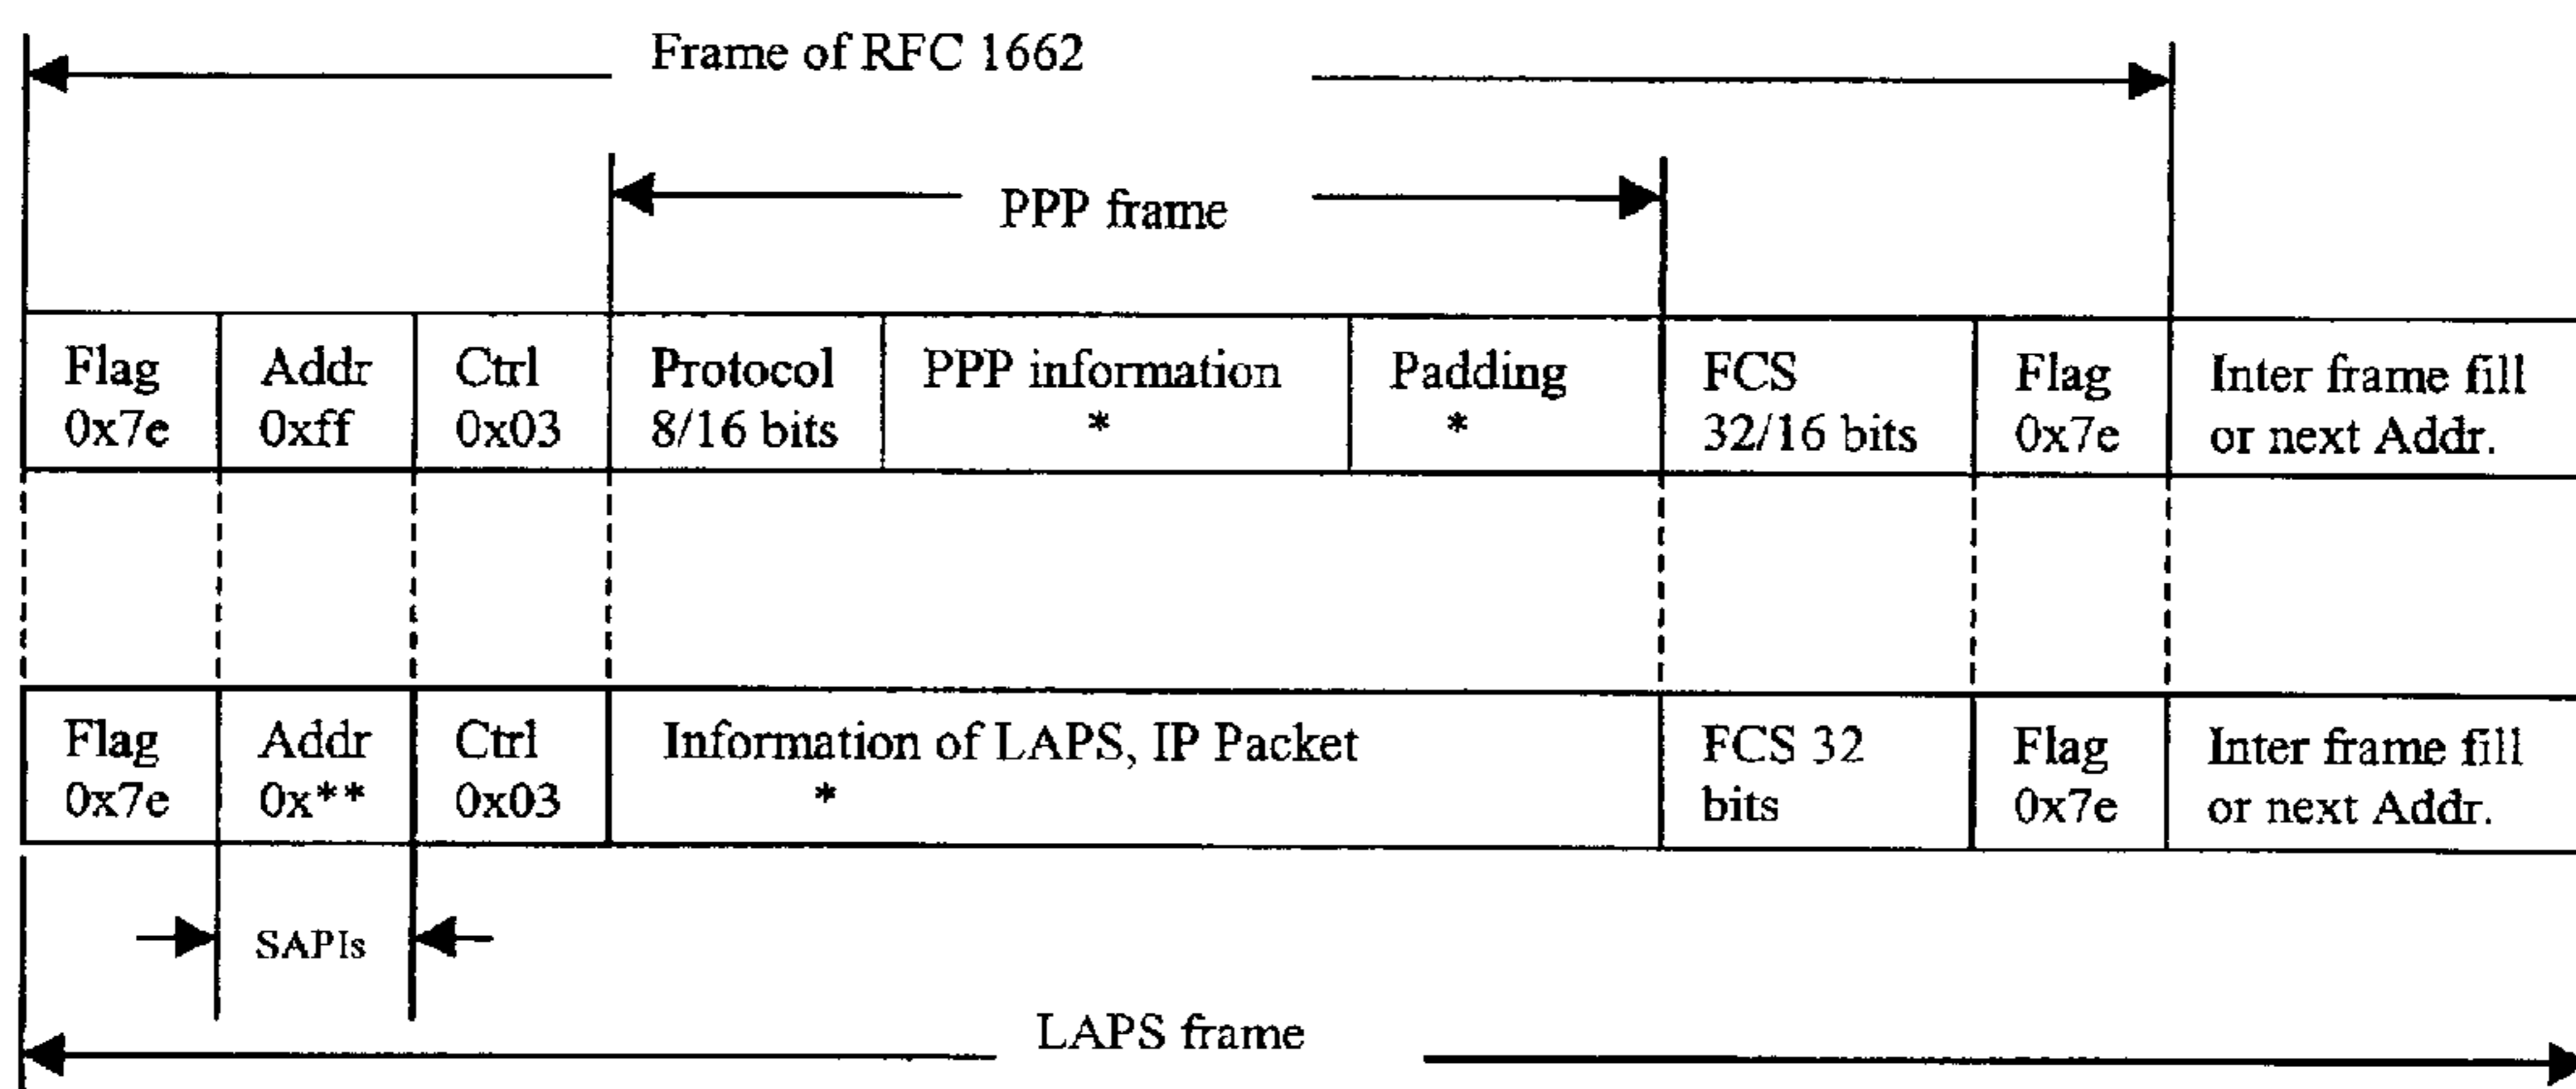 Frame of RFC 1662
PPP frame
Flag Addr Ctrl Protocol PPP information Padding FCS Flag Inter frame fill
0x7e 0xff 0x03 8/16 bits * * 32/16 bits 0x7e or next Addr.
Flag Addr Ctrl Information of LAPS, IP Packet FCS 32 Flag Inter frame fill
0x7e 0x** 0x03 * bits 0x7e or next Addr.
SAPIs
LAPS frame